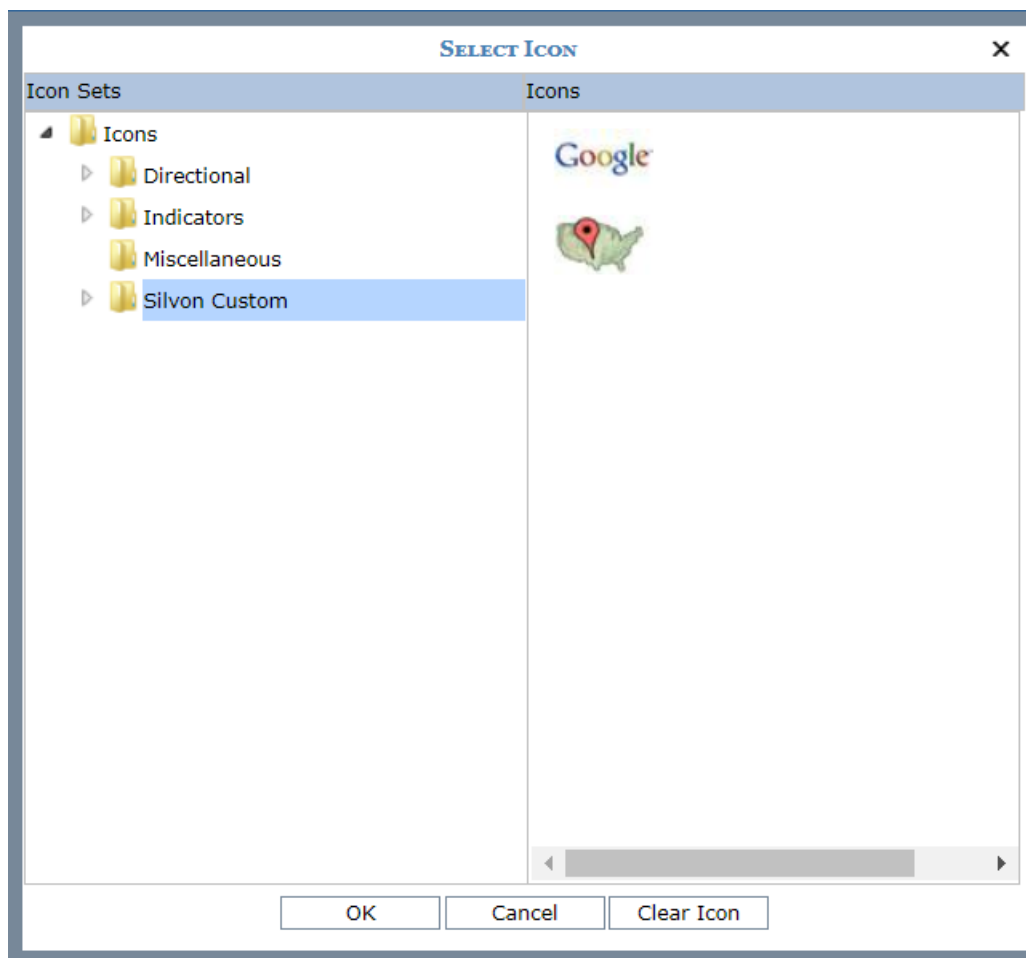 Select Icon
Icon Sets
Icons
Icons
Directional
Indicators
Miscellaneous
Silvon Custom
Google
OK
Cancel
Clear Icon